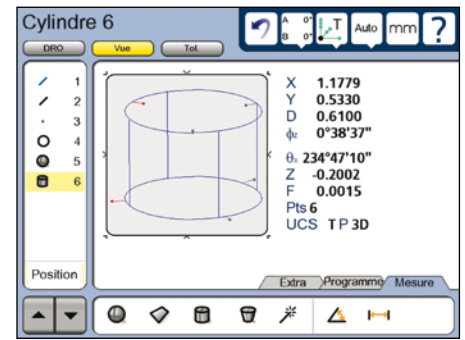 Cylindre 6
A 0°
B 0°
T
Auto
mm
?
DRO Vue Tol.
1
2
3
4
5
6
Position
X 1.1779
Y 0.5330
D 0.6100
ϕz 0°38'37"
θx 234°47'10"
Z -0.2002
F 0.0015
Pts 6
UCS T P 3D
Extra Programme Mesure